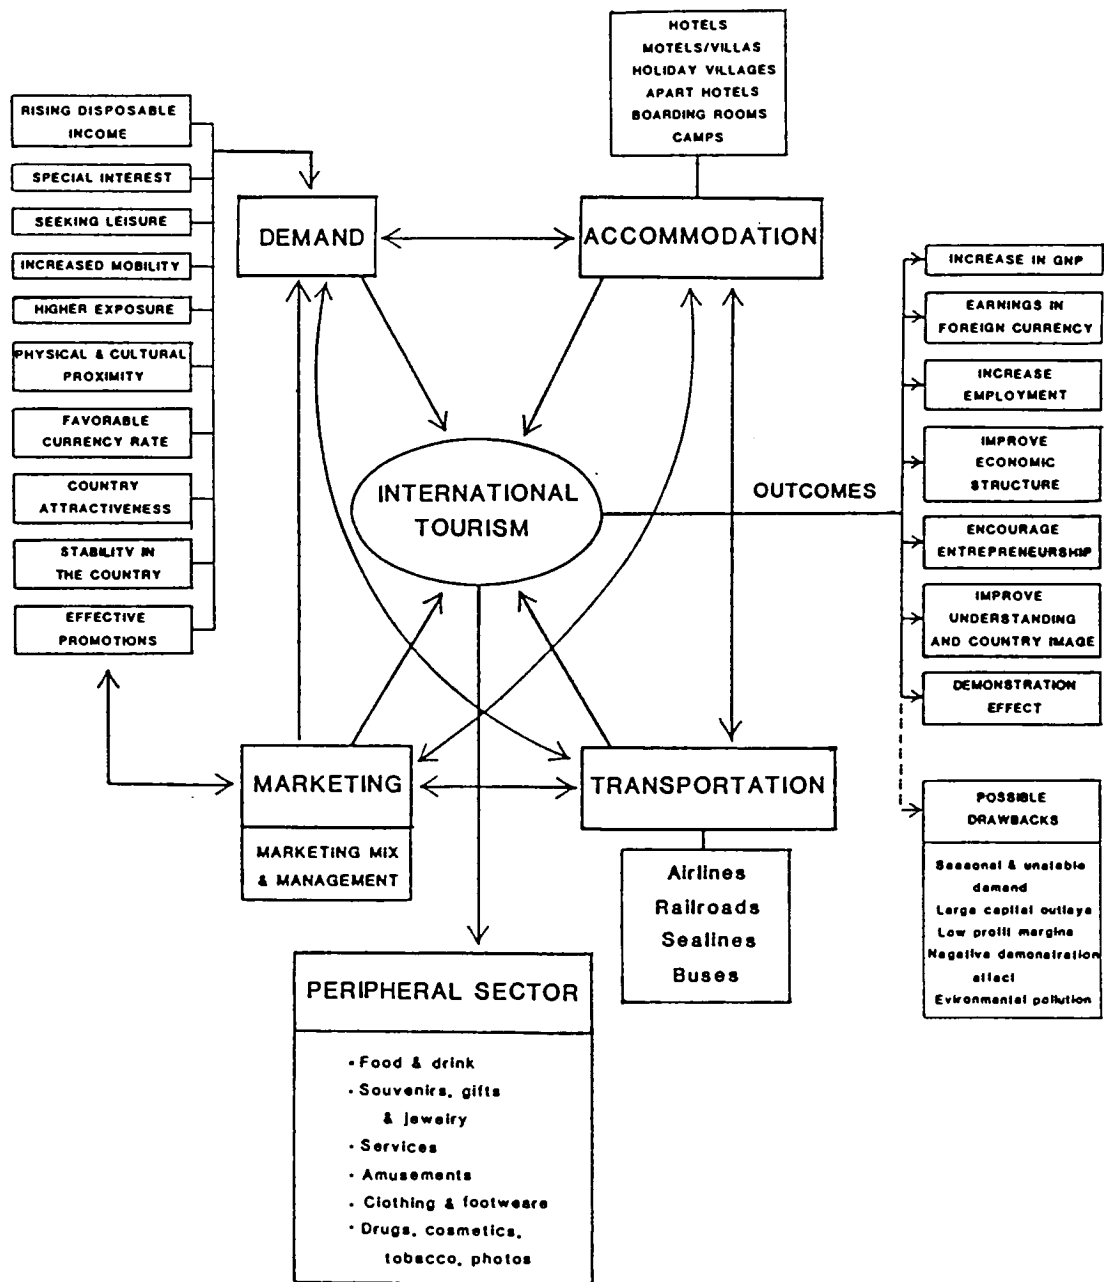 RISING DISPOSABLE
INCOME
SPECIAL INTEREST
SEEKING LEISURE
INCREASED MOBILITY
HIGHER EXPOSURE
PHYSICAL & CULTURAL
PROXIMITY
FAVORABLE
CURRENCY RATE
COUNTRY
ATTRACTIVENESS
STABILITY IN
THE COUNTRY
EFFECTIVE
PROMOTIONS
DEMAND
HOTELS
MOTELS/VILLAS
HOLIDAY VILLAGES
APART HOTELS
BOARDING ROOMS
CAMPS
ACCOMMODATION
INTERNATIONAL
TOURISM
OUTCOMES
INCREASE IN GNP
EARNINGS IN
FOREIGN CURRENCY
INCREASE
EMPLOYMENT
IMPROVE
ECONOMIC
STRUCTURE
ENCOURAGE
ENTREPRENEURSHIP
IMPROVE
UNDERSTANDING
AND COUNTRY IMAGE
DEMONSTRATION
EFFECT
POSSIBLE
DRAWBACKS
Seasonal & unstable
demand
Large capital outlays
Low profit margins
Negative demonstration
effect
Evironmental pollution
MARKETING
MARKETING MIX
& MANAGEMENT
TRANSPORTATION
Airlines
Railroads
Sealines
Buses
PERIPHERAL SECTOR
• Food & drink
• Souvenirs, gifts
& jewelry
• Services
• Amusements
• Clothing & footweare
• Drugs, cosmetics,
tobacco, photos